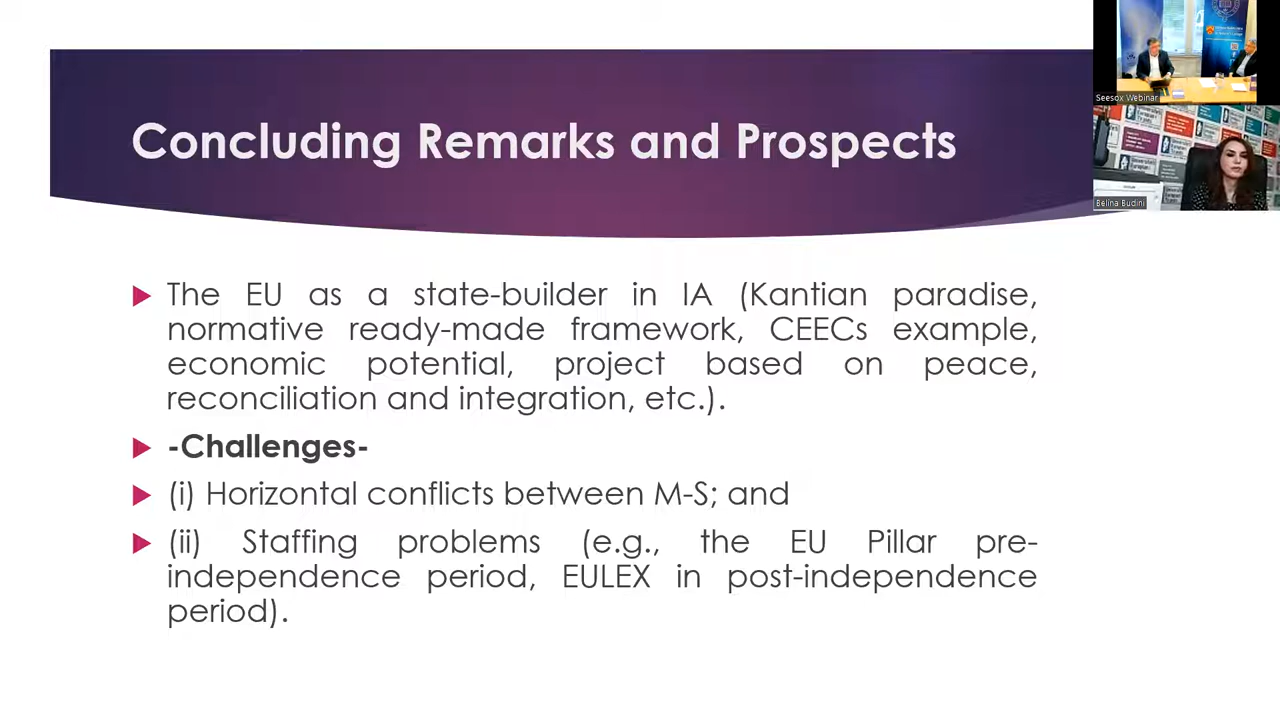 Concluding Remarks and Prospects
The EU as a state-builder in IA (Kantian paradise,
normative ready-made framework, CEECs example,
economic potential, project based on peace,
reconciliation and integration, etc.).
-Challenges-
(i) Horizontal conflicts between M-S; and
(ii) Staffing problems (e.g., the EU Pillar pre-
independence period, EULEX in post-independence
period).
Seesox Webinar
Belina Budini